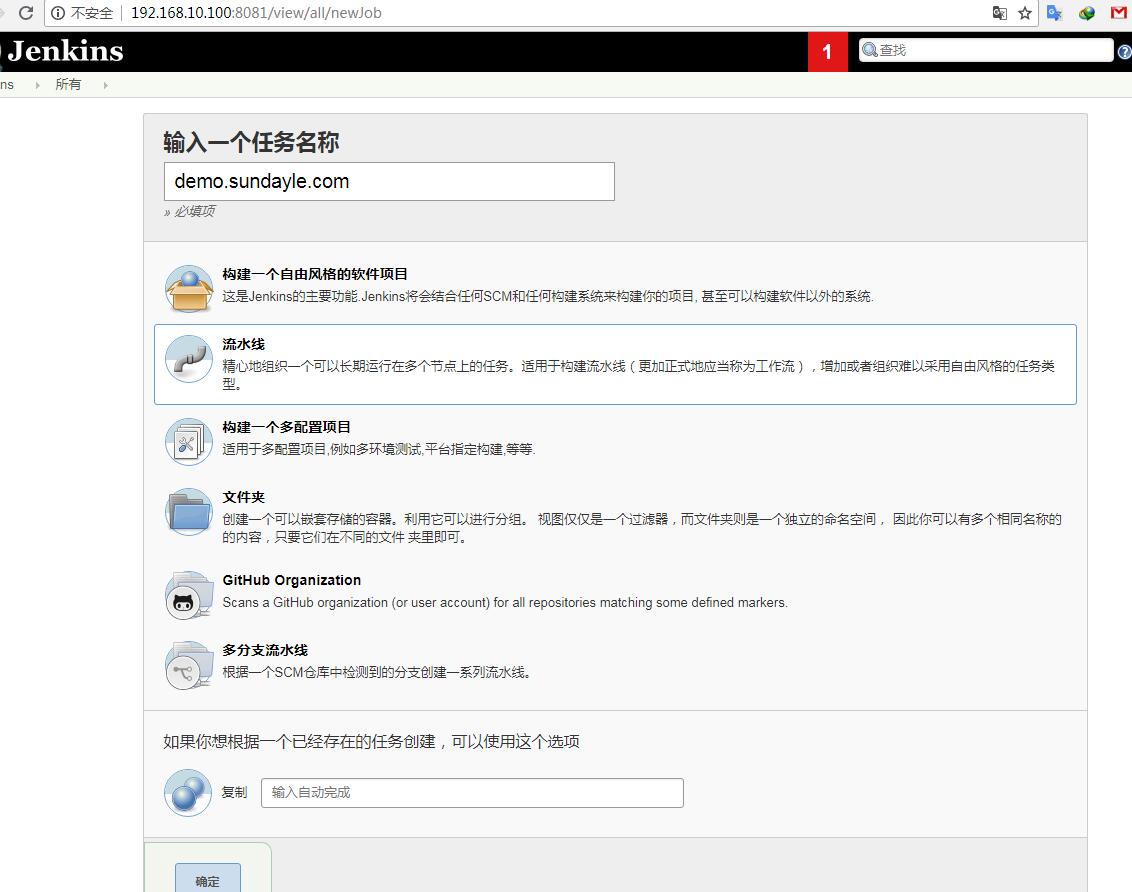 不安全 192.168.10.100:8081/view/all/newJob
Jenkins
1
查找
ns 所有
输入一个任务名称
demo.sundayle.com
» 必填项
构建一个自由风格的软件项目
这是Jenkins的主要功能.Jenkins将会结合任何SCM和任何构建系统来构建你的项目, 甚至可以构建软件以外的系统.
流水线
精心地组织一个可以长期运行在多个节点上的任务。适用于构建流水线（更加正式地应当称为工作流），增加或者组织难以采用自由风格的任务类
型。
构建一个多配置项目
适用于多配置项目,例如多环境测试,平台指定构建,等等.
文件夹
创建一个可以嵌套存储的容器。利用它可以进行分组。 视图仅仅是一个过滤器，而文件夹则是一个独立的命名空间， 因此你可以有多个相同名称的
的内容，只要它们在不同的文件 夹里即可。
GitHub Organization
Scans a GitHub organization (or user account) for all repositories matching some defined markers.
多分支流水线
根据一个SCM仓库中检测到的分支创建一系列流水线。
如果你想根据一个已经存在的任务创建，可以使用这个选项
复制 输入自动完成
确定